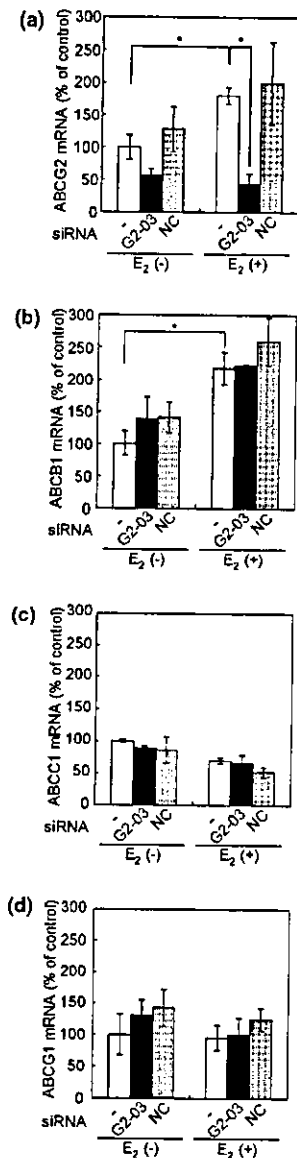 (a)
ABCG2 mRNA (% of control)
300
250
200
150
100
50
0
*
*
siRNA
- G2-03 NC - G2-03 NC
E2 (-) E2 (+)
(b)
ABCB1 mRNA (% of control)
300
250
200
150
100
50
0
*
siRNA
- G2-03 NC - G2-03 NC
E2 (-) E2 (+)
(c)
ABCC1 mRNA (% of control)
300
250
200
150
100
50
0
siRNA
- G2-03 NC - G2-03 NC
E2 (-) E2 (+)
(d)
ABCG1 mRNA (% of control)
300
250
200
150
100
50
0
siRNA
- G2-03 NC - G2-03 NC
E2 (-) E2 (+)